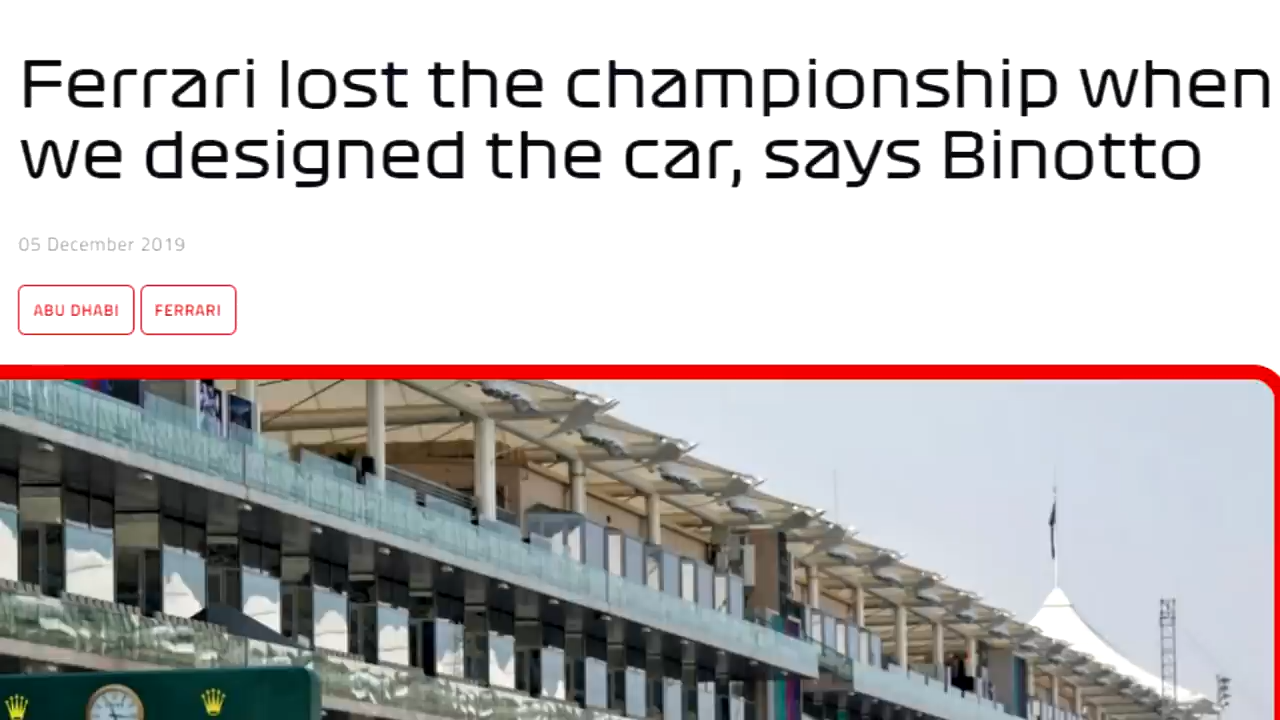 Ferrari lost the championship when
we designed the car, says Binotto
05 December 2019
ABU DHABI
FERRARI